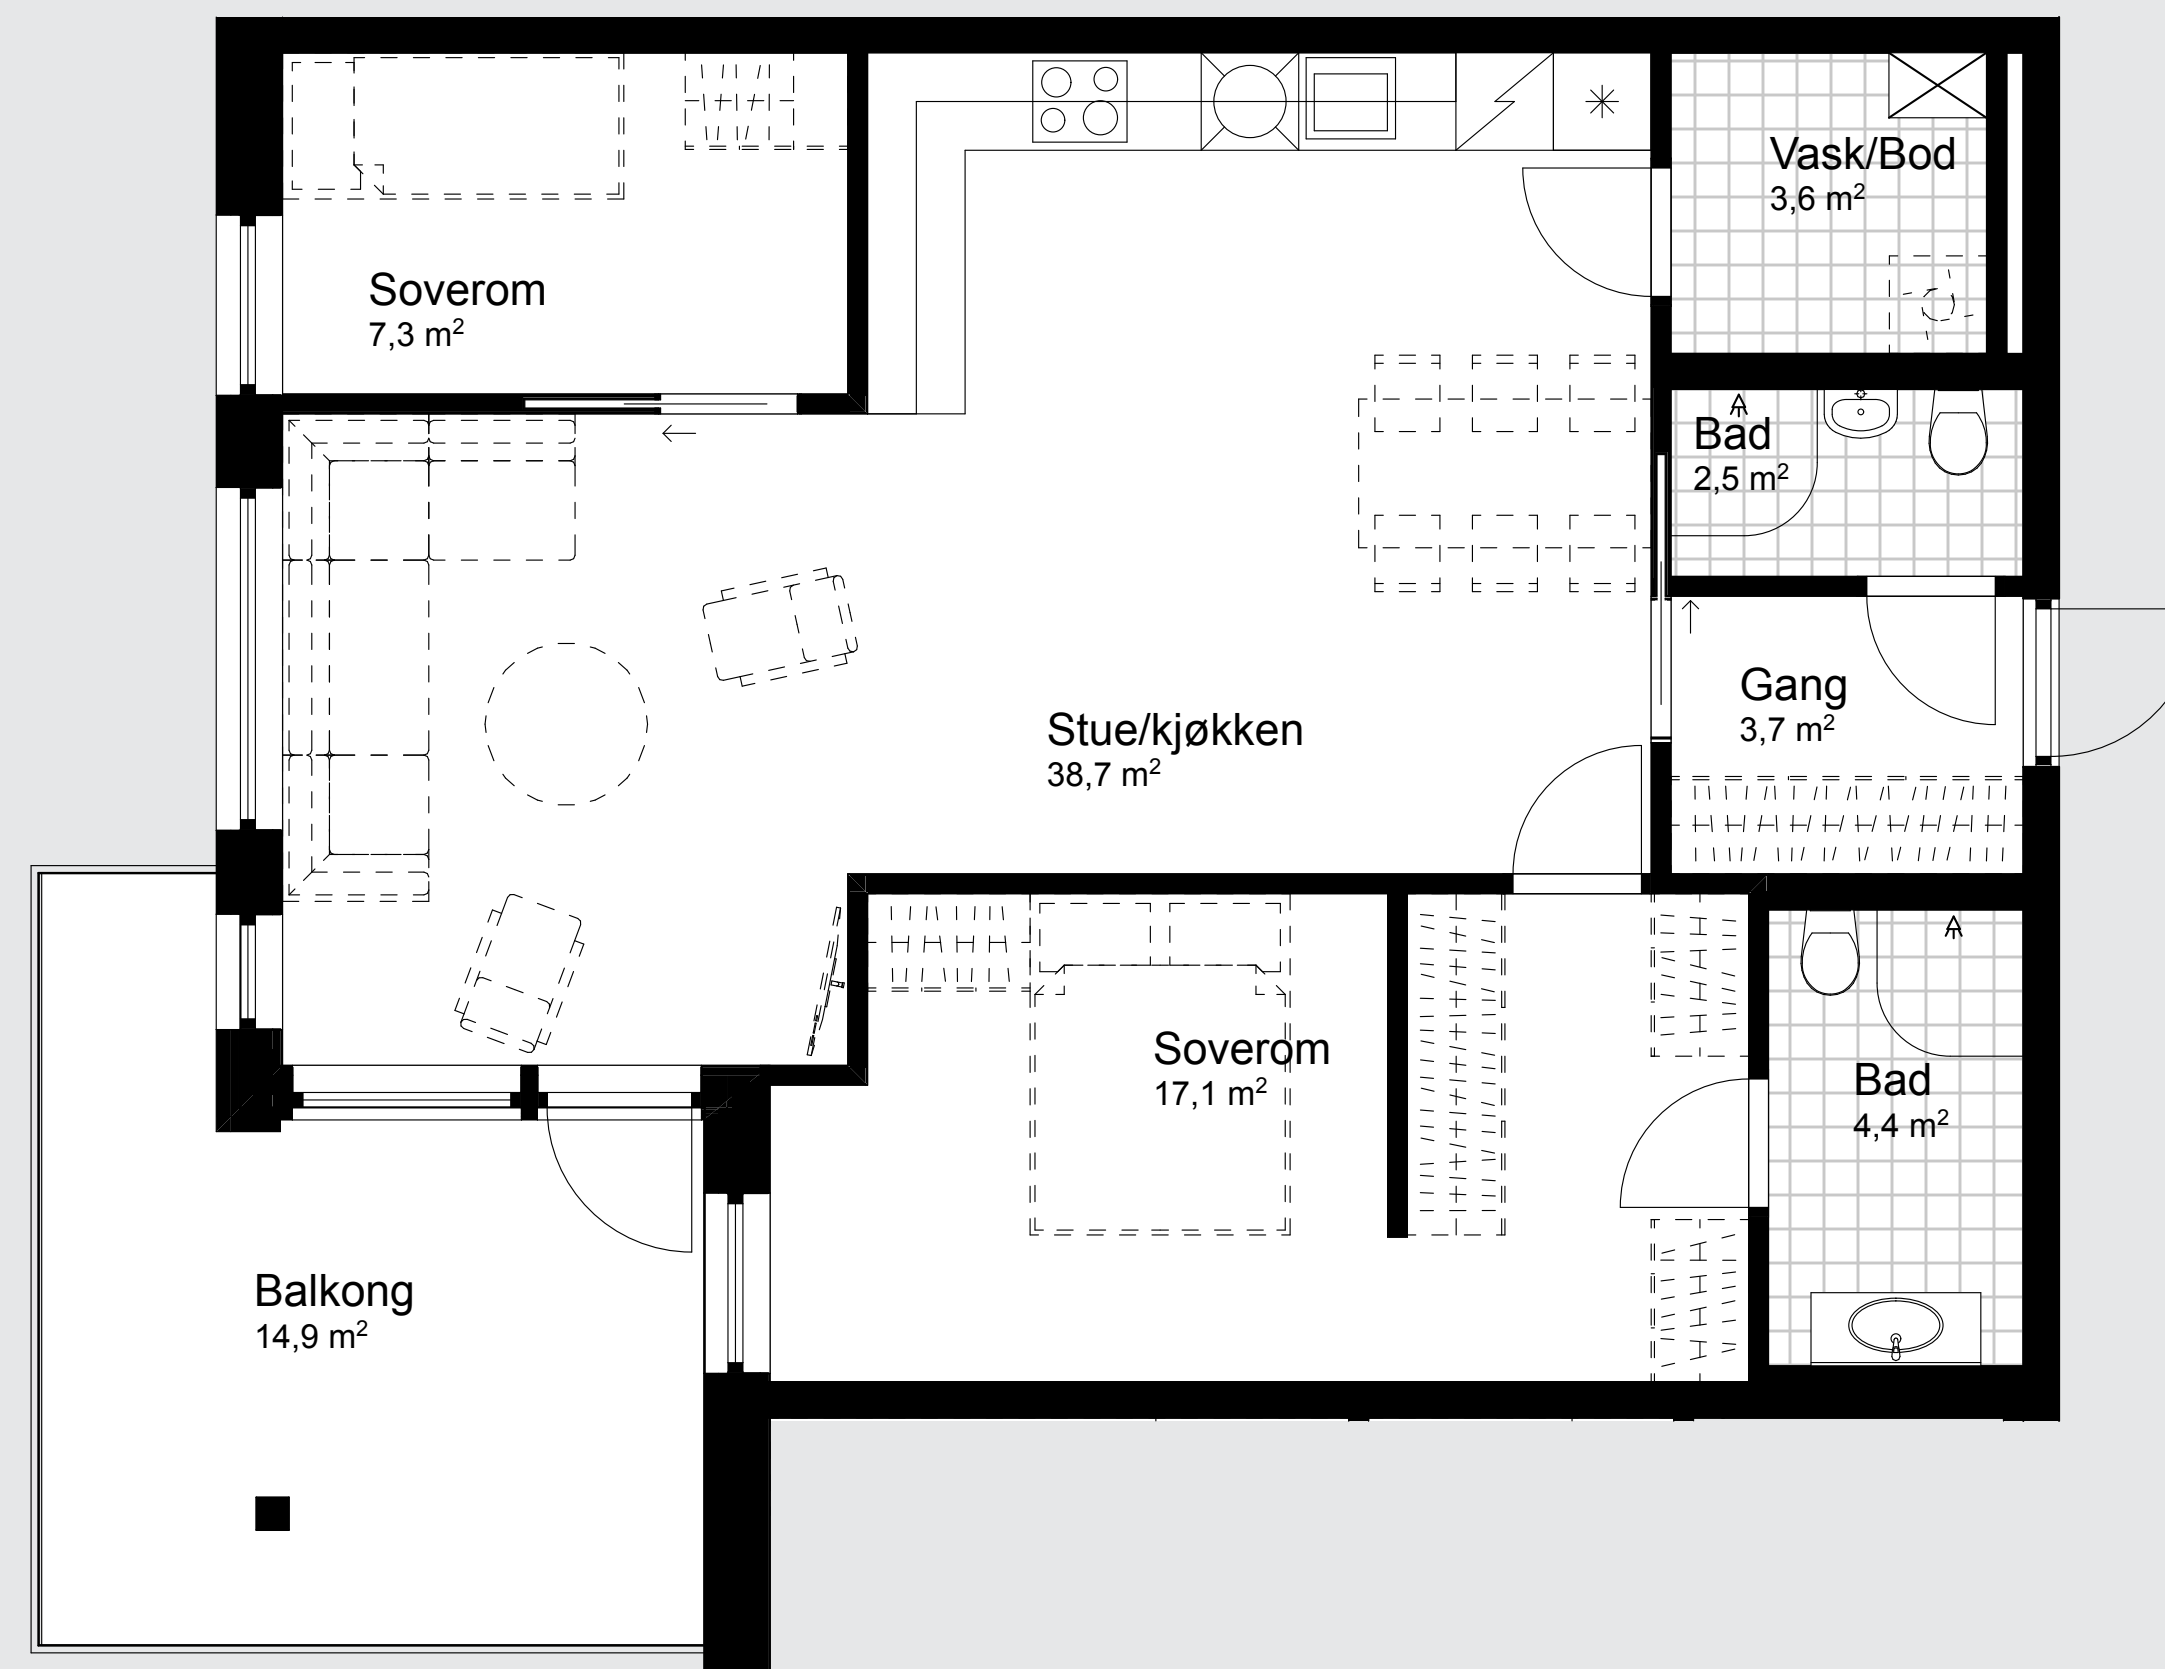 Vask/Bod
3,6 m²
Soverom
7,3 m²
Bad
2,5 m²
Gang
3,7 m²
Stue/kjøkken
38,7 m²
Soverom
17,1 m²
Bad
4,4 m²
Balkong
14,9 m²